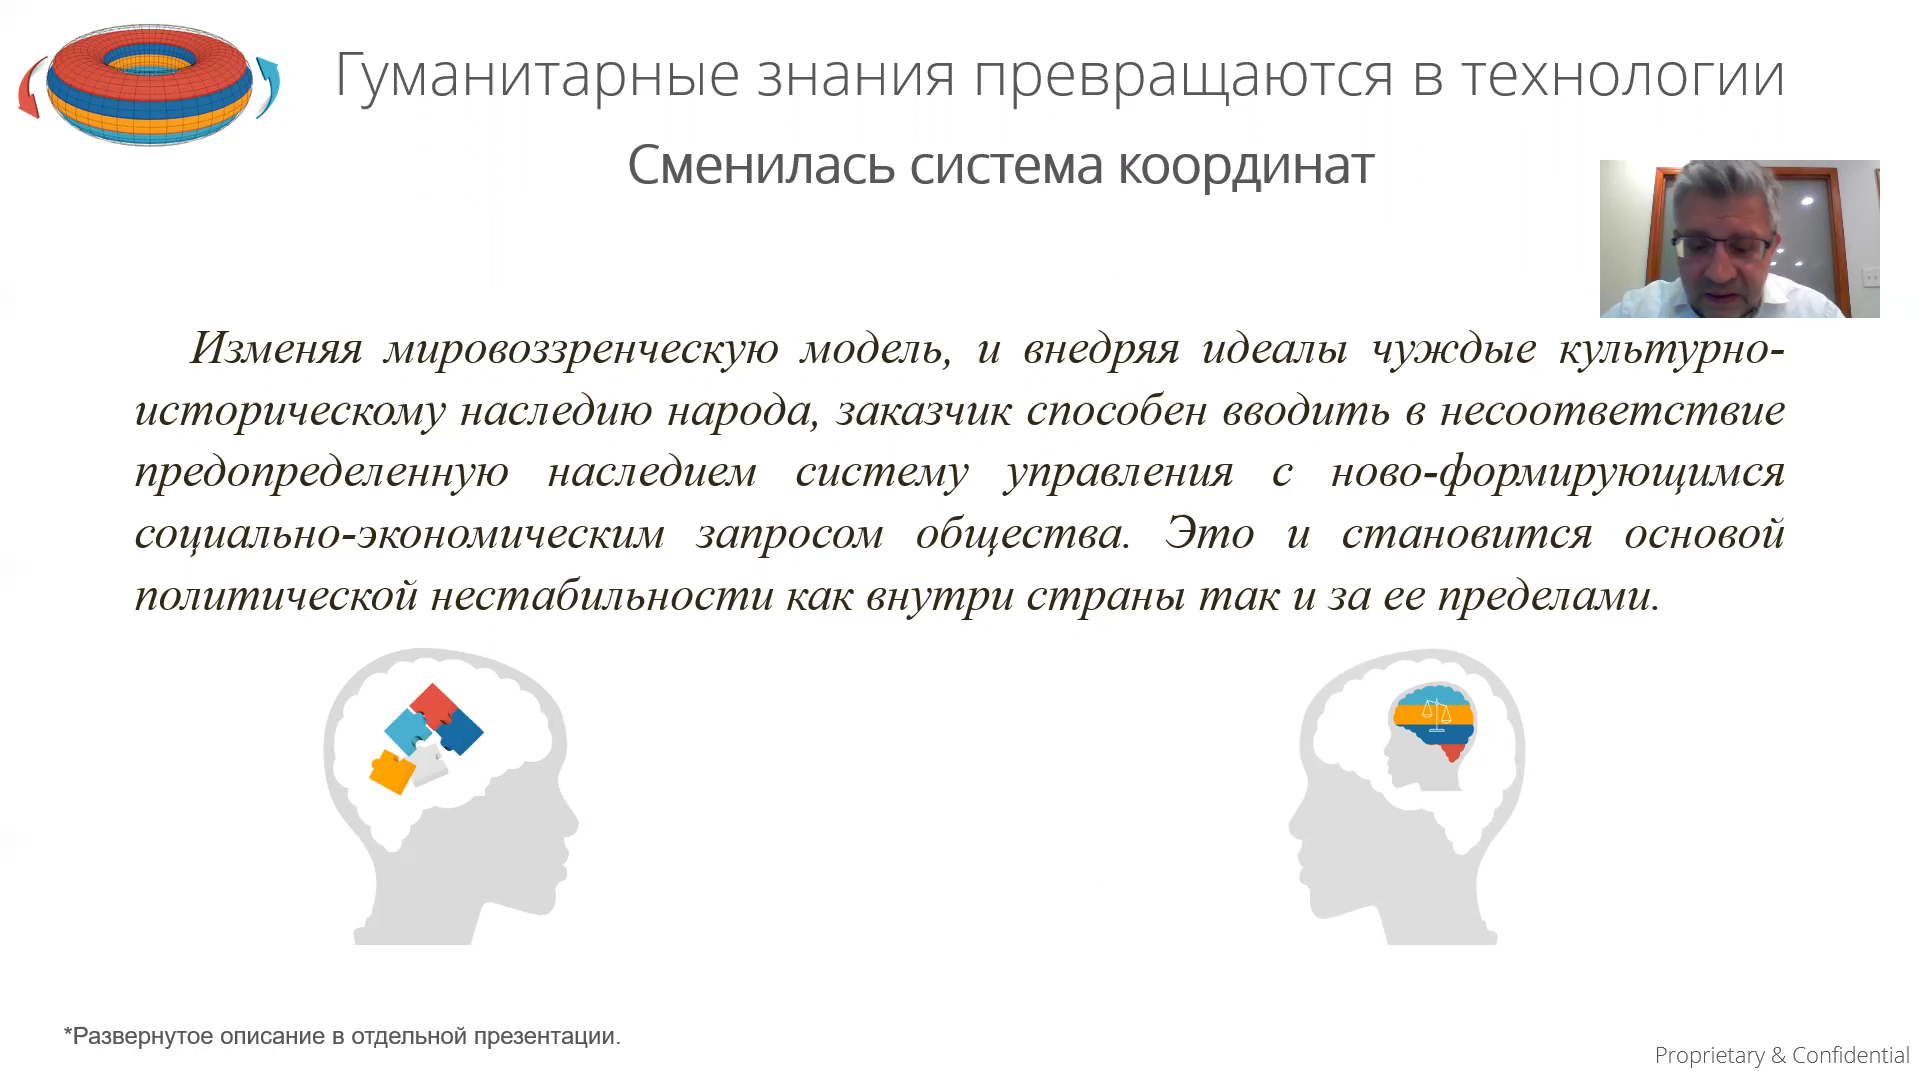 Гуманитарные знания превращаются в технологии
Сменилась система координат
Изменяя мировоззренческую модель, и внедряя идеалы чуждые культурно-
историческому наследию народа, заказчик способен вводить в несоответствие
предопределенную наследием систему управления с ново-формирующимся
социально-экономическим запросом общества. Это и становится основой
политической нестабильности как внутри страны так и за ее пределами.
*Развернутое описание в отдельной презентации.
Proprietary & Confidential